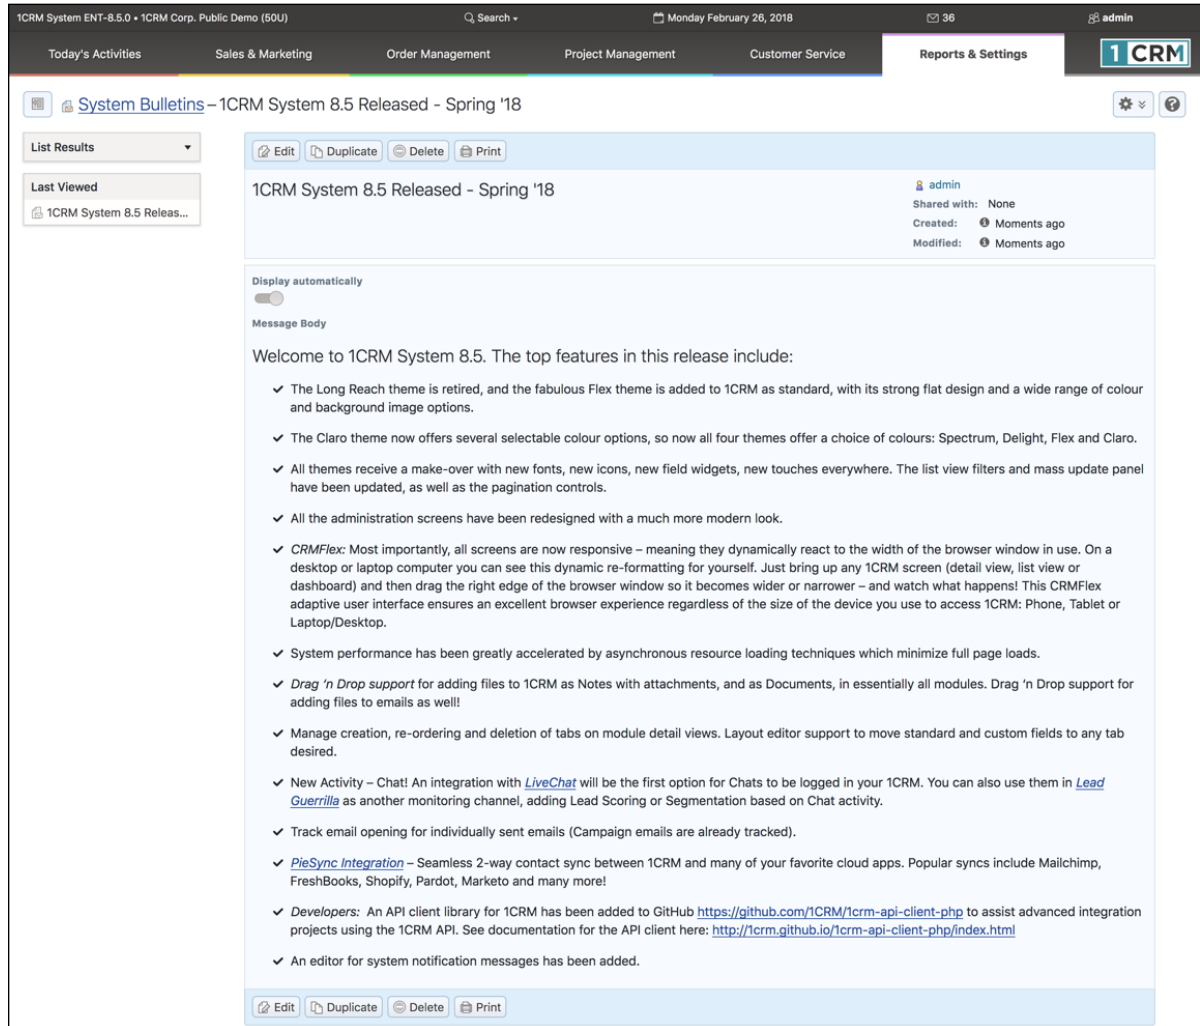 1CRM System ENT-8.5.0 • 1CRM Corp. Public Demo (50U)
Search
Monday February 26, 2018
36
admin
Today's Activities
Sales & Marketing
Order Management
Project Management
Customer Service
Reports & Settings
1 CRM
System Bulletins – 1CRM System 8.5 Released - Spring '18
List Results
Last Viewed
1CRM System 8.5 Releas...
Edit
Duplicate
Delete
Print
1CRM System 8.5 Released - Spring '18
admin
Shared with: None
Created: Moments ago
Modified: Moments ago
Display automatically
Message Body
Welcome to 1CRM System 8.5. The top features in this release include:
✓ The Long Reach theme is retired, and the fabulous Flex theme is added to 1CRM as standard, with its strong flat design and a wide range of colour
and background image options.
✓ The Claro theme now offers several selectable colour options, so now all four themes offer a choice of colours: Spectrum, Delight, Flex and Claro.
✓ All themes receive a make-over with new fonts, new icons, new field widgets, new touches everywhere. The list view filters and mass update panel
have been updated, as well as the pagination controls.
✓ All the administration screens have been redesigned with a much more modern look.
✓ CRMFlex: Most importantly, all screens are now responsive – meaning they dynamically react to the width of the browser window in use. On a
desktop or laptop computer you can see this dynamic re-formatting for yourself. Just bring up any 1CRM screen (detail view, list view or
dashboard) and then drag the right edge of the browser window so it becomes wider or narrower – and watch what happens! This CRMFlex
adaptive user interface ensures an excellent browser experience regardless of the size of the device you use to access 1CRM: Phone, Tablet or
Laptop/Desktop.
✓ System performance has been greatly accelerated by asynchronous resource loading techniques which minimize full page loads.
✓ Drag ‘n Drop support for adding files to 1CRM as Notes with attachments, and as Documents, in essentially all modules. Drag ‘n Drop support for
adding files to emails as well!
✓ Manage creation, re-ordering and deletion of tabs on module detail views. Layout editor support to move standard and custom fields to any tab
desired.
✓ New Activity – Chat! An integration with LiveChat will be the first option for Chats to be logged in your 1CRM. You can also use them in Lead
Guerrilla as another monitoring channel, adding Lead Scoring or Segmentation based on Chat activity.
✓ Track email opening for individually sent emails (Campaign emails are already tracked).
✓ PieSync Integration – Seamless 2-way contact sync between 1CRM and many of your favorite cloud apps. Popular syncs include Mailchimp,
FreshBooks, Shopify, Pardot, Marketo and many more!
✓ Developers: An API client library for 1CRM has been added to GitHub https://github.com/1CRM/1crm-api-client-php to assist advanced integration
projects using the 1CRM API. See documentation for the API client here: http://1crm.github.io/1crm-api-client-php/index.html
✓ An editor for system notification messages has been added.
Edit
Duplicate
Delete
Print